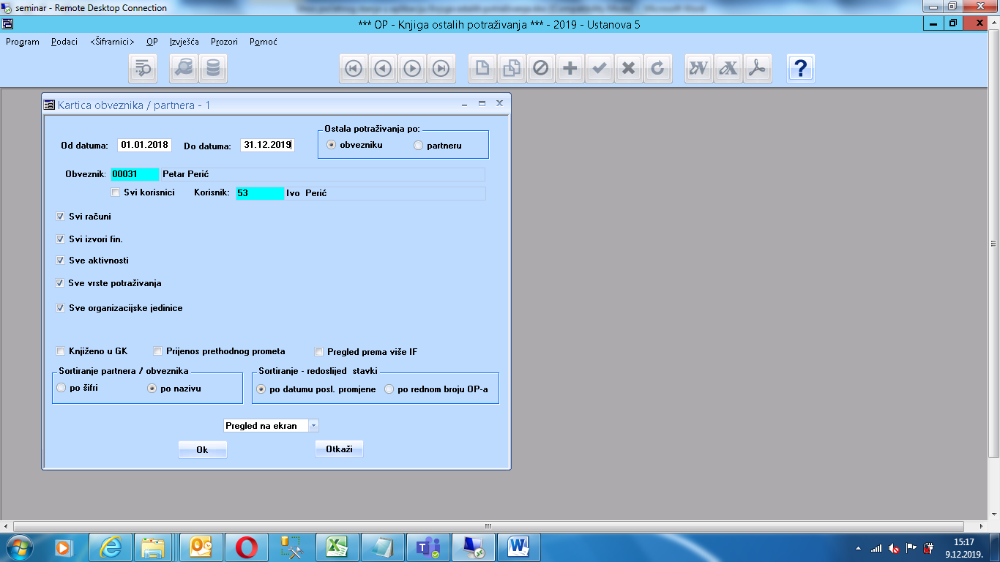 seminar - Remote Desktop Connection
*** OP - Knjiga ostalih potraživanja *** - 2019 - Ustanova 5
Program Podaci <Šifrarnici> OP Izvješća Prozori Pomoć
Kartica obveznika / partnera - 1
Ostala potraživanja po:
Od datuma: 01.01.2018 Do datuma: 31.12.2019 obvezniku partneru
Obveznik: 00031 Petar Perić
Svi korisnici Korisnik: 53 Ivo Perić
Svi računi
Svi izvori fin.
Sve aktivnosti
Sve vrste potraživanja
Sve organizacijske jedinice
Knjiženo u GK Prijenos prethodnog prometa Pregled prema više IF
Sortiranje partnera / obveznika Sortiranje - redoslijed stavki
po šifri po nazivu po datumu posl. promjene po rednom broju OP-a
Pregled na ekran
Ok Otkaži
15:17
9.12.2019.